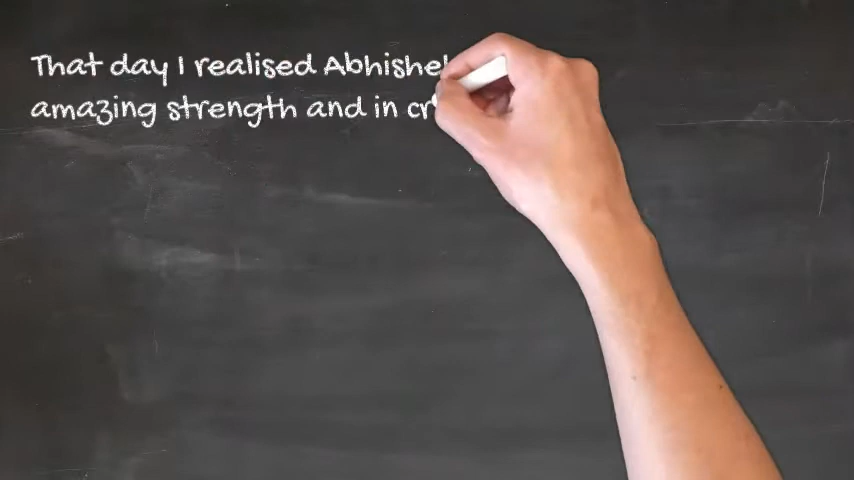 That day I realised
amazing strength and in